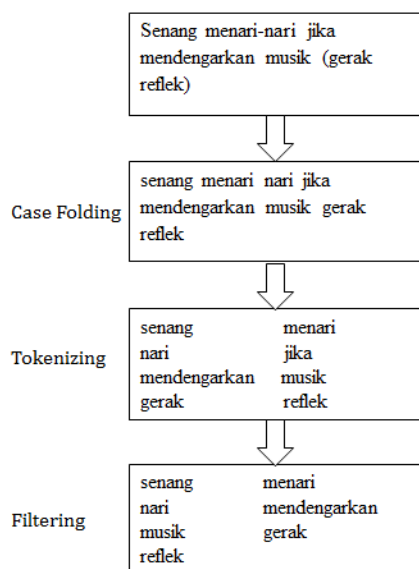 Senang menari-nari jika
mendengarkan musik (gerak
reflek)
Case Folding
senang menari nari jika
mendengarkan musik gerak
reflek
Tokenizing
senang menari
nari jika
mendengarkan musik
gerak reflek
Filtering
senang menari
nari mendengarkan
musik gerak
reflek